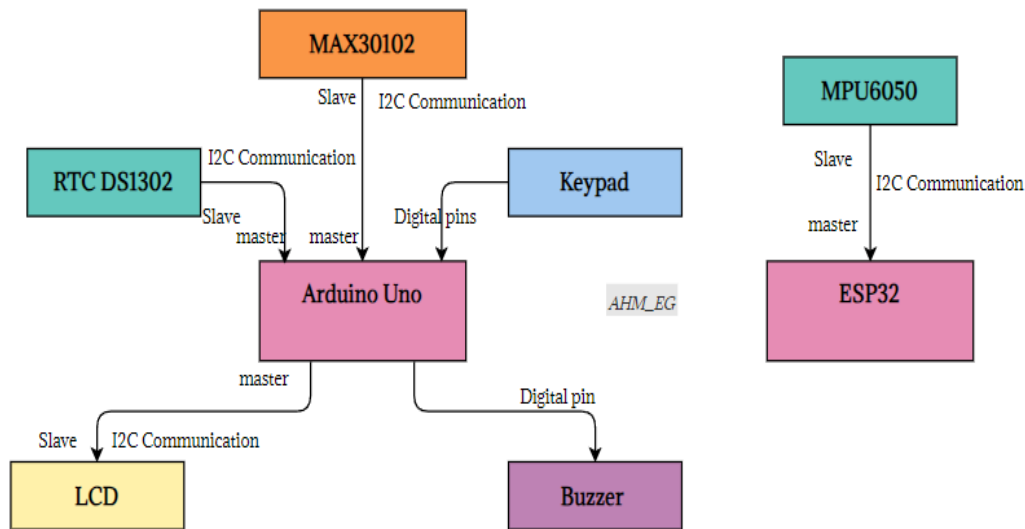 MAX30102
Slave
I2C Communication
MPU6050
Slave
I2C Communication
master
RTC DS1302
I2C Communication
Slave
master
master
Keypad
Digital pins
Arduino Uno
AHM_EG
ESP32
master
Slave
I2C Communication
Digital pin
LCD
Buzzer